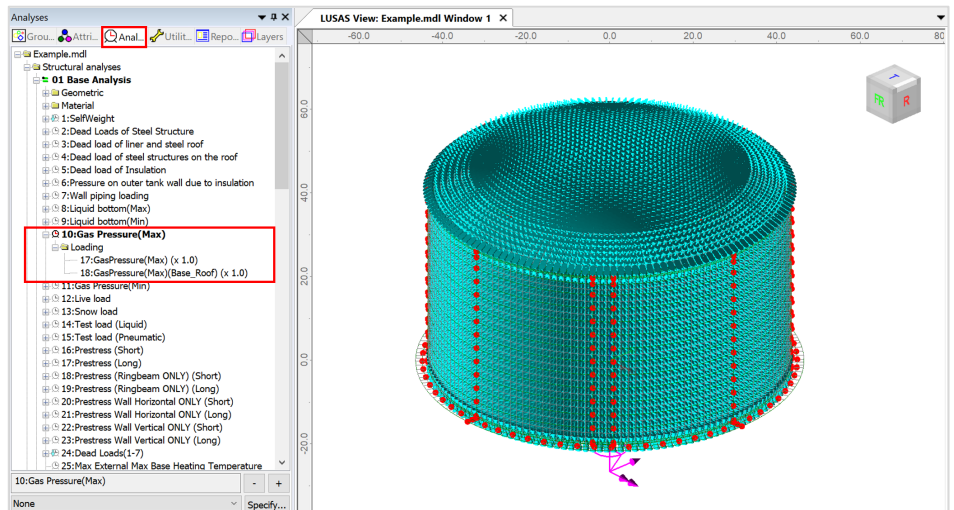 Analyses
LUSAS View: Example.mdl Window 1 X
Grou... Attri... Anal... Utilit... Repo... Layers
-60.0 -40.0 -20.0 0.0 20.0 40.0 60.0 80
Example.mdl
Structural analyses
01 Base Analysis
Geometric
Material
1:SelfWeight
2:Dead Loads of Steel Structure
3:Dead load of liner and steel roof
4:Dead load of steel structures on the roof
5:Dead load of Insulation
6:Pressure on outer tank wall due to insulation
7:Wall piping loading
8:Liquid bottom(Max)
9:Liquid bottom(Min)
10:Gas Pressure(Max)
Loading
17:GasPressure(Max) (x 1.0)
18:GasPressure(Max)(Base_Roof) (x 1.0)
11:Gas Pressure(Min)
12:Live load
13:Snow load
14:Test load (Liquid)
15:Test load (Pneumatic)
16:Prestress (Short)
17:Prestress (Long)
18:Prestress (Ringbeam ONLY) (Short)
19:Prestress (Ringbeam ONLY) (Long)
20:Prestress Wall Horizontal ONLY (Short)
21:Prestress Wall Horizontal ONLY (Long)
22:Prestress Wall Vertical ONLY (Short)
23:Prestress Wall Vertical ONLY (Long)
24:Dead Loads(1-7)
25:Max External Max Base Heating Temperature
10:Gas Pressure(Max)
- +
None
Specify...
60.0
40.0
20.0
0.0
-20.0
T
FR
R